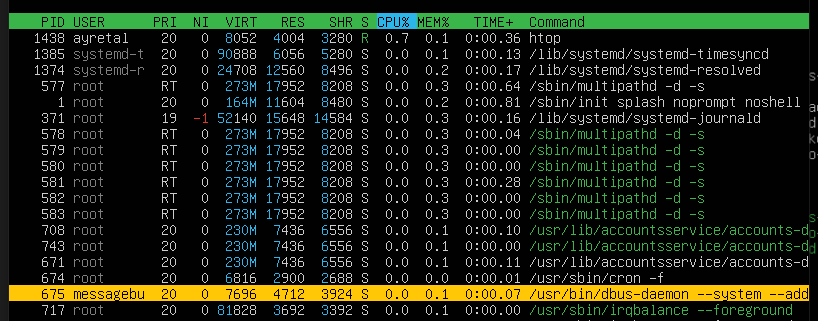 PID USER PRI NI VIRT RES SHR S CPU% MEM% TIME+ Command
1438 ayretal 20 0 8052 4004 3280 R 0.7 0.1 0:00.36 htop
1385 systemd-t 20 0 90888 6056 5280 S 0.0 0.1 0:00.13 /lib/systemd/systemd-timesyncd
1374 systemd-r 20 0 24708 12560 8496 S 0.0 0.2 0:00.17 /lib/systemd/systemd-resolved
577 root RT 0 273M 17952 8208 S 0.0 0.3 0:00.64 /sbin/multipathd -d -s
1 root 20 0 164M 11604 8480 S 0.0 0.2 0:00.81 /sbin/init splash noprompt noshell
371 root 19 -1 52140 15648 14584 S 0.0 0.3 0:00.16 /lib/systemd/systemd-journald
578 root RT 0 273M 17952 8208 S 0.0 0.3 0:00.04 /sbin/multipathd -d -s
579 root RT 0 273M 17952 8208 S 0.0 0.3 0:00.00 /sbin/multipathd -d -s
580 root RT 0 273M 17952 8208 S 0.0 0.3 0:00.00 /sbin/multipathd -d -s
581 root RT 0 273M 17952 8208 S 0.0 0.3 0:00.28 /sbin/multipathd -d -s
582 root RT 0 273M 17952 8208 S 0.0 0.3 0:00.00 /sbin/multipathd -d -s
583 root RT 0 273M 17952 8208 S 0.0 0.3 0:00.00 /sbin/multipathd -d -s
708 root 20 0 230M 7436 6556 S 0.0 0.1 0:00.10 /usr/lib/accountsservice/accounts-d
743 root 20 0 230M 7436 6556 S 0.0 0.1 0:00.00 /usr/lib/accountsservice/accounts-d
671 root 20 0 230M 7436 6556 S 0.0 0.1 0:00.11 /usr/lib/accountsservice/accounts-d
674 root 20 0 6816 2900 2688 S 0.0 0.0 0:00.01 /usr/sbin/cron -f
675 messagebu 20 0 7696 4712 3924 S 0.0 0.1 0:00.07 /usr/bin/dbus-daemon --system --add
717 root 20 0 81828 3692 3392 S 0.0 0.1 0:00.00 /usr/sbin/irqbalance --foreground